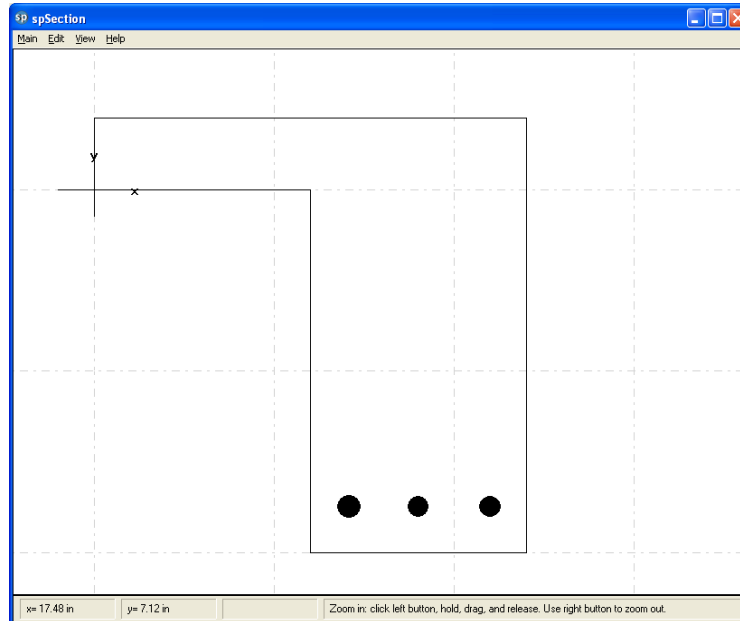 sp spSection
Main Edit View Help
y
x
x= 17.48 in y= 7.12 in Zoom in: click left button, hold, drag, and release. Use right button to zoom out.